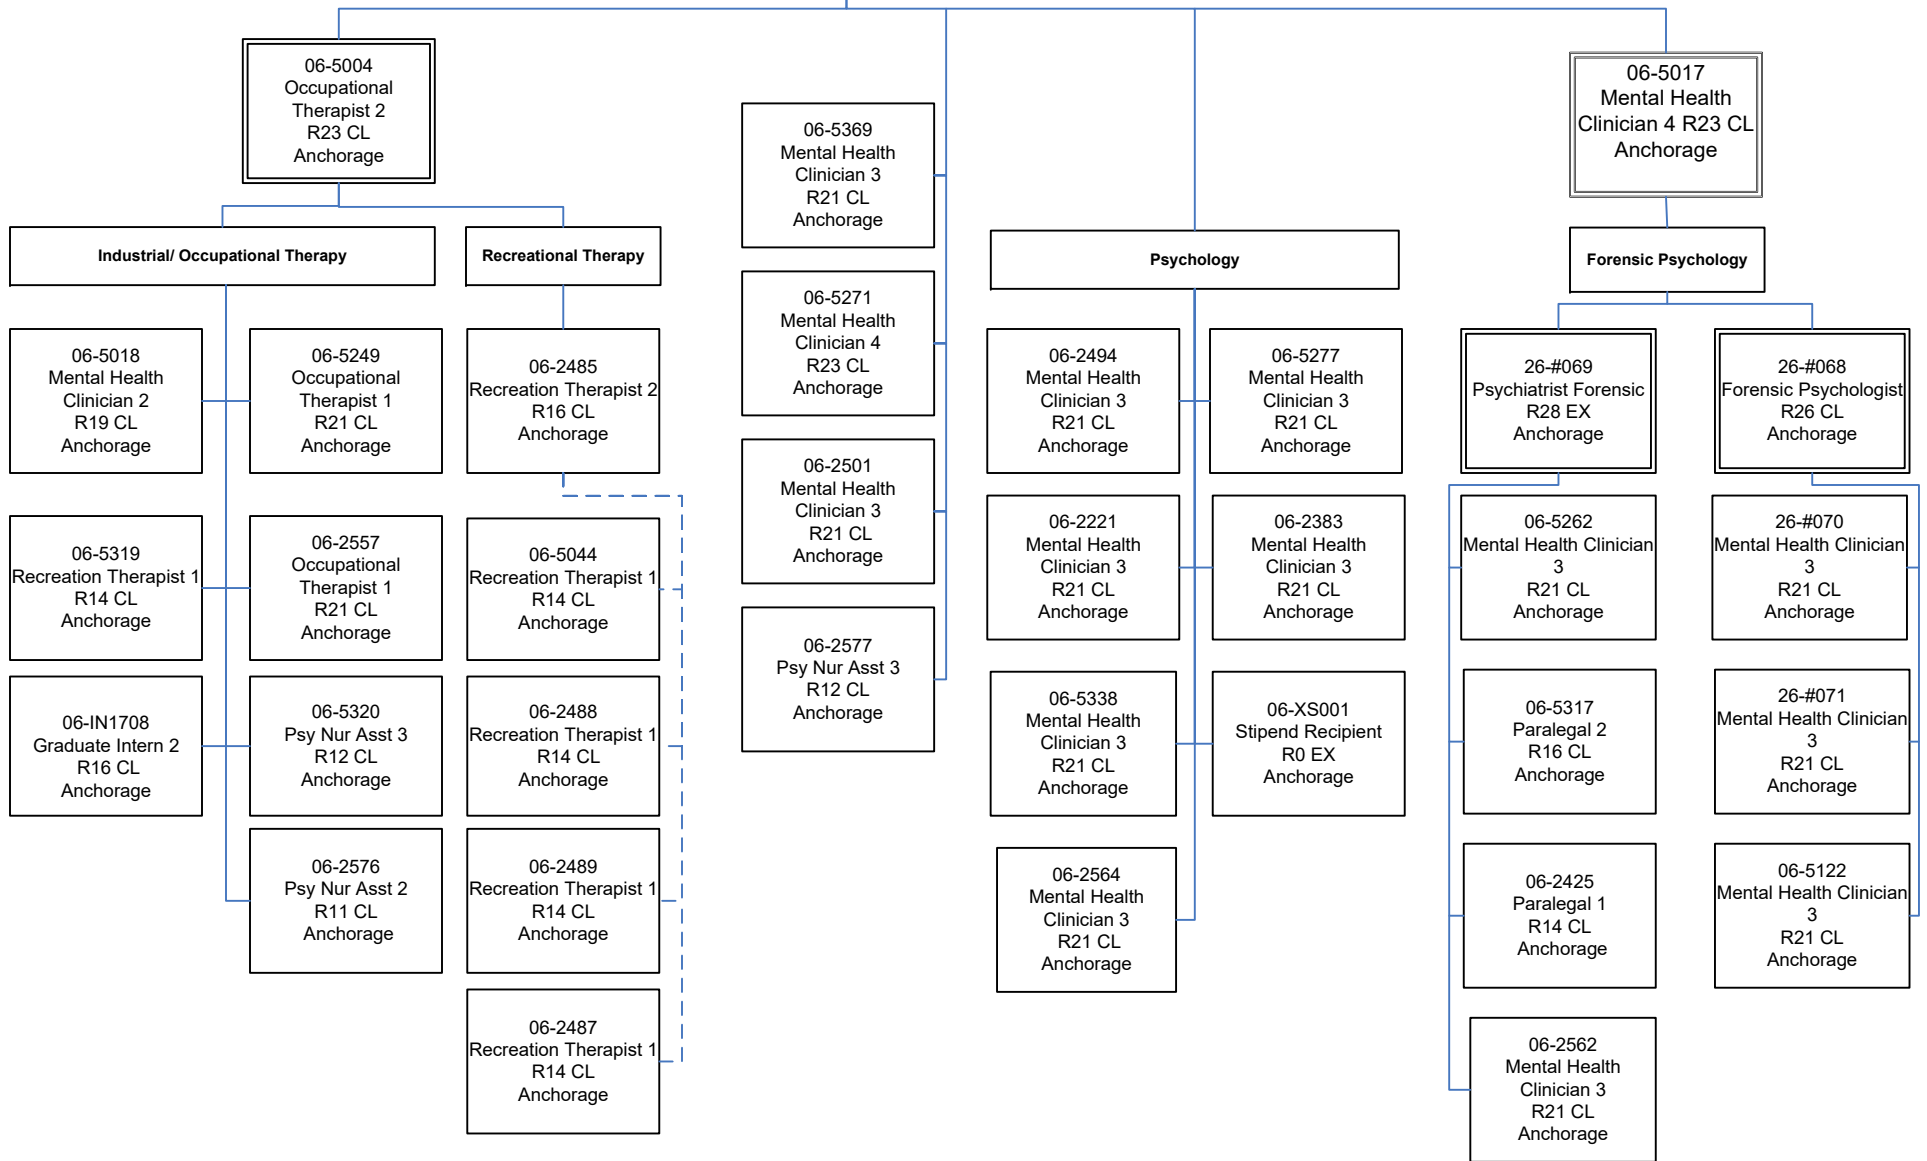 06-5004
Occupational
Therapist 2
R23 CL
Anchorage
06-5017
Mental Health
Clinician 4 R23 CL
Anchorage
Industrial/ Occupational Therapy
06-5018
Mental Health
Clinician 2
R19 CL
Anchorage
06-5249
Occupational
Therapist 1
R21 CL
Anchorage
06-5319
Recreation Therapist 1
R14 CL
Anchorage
06-2557
Occupational
Therapist 1
R21 CL
Anchorage
06-IN1708
Graduate Intern 2
R16 CL
Anchorage
06-5320
Psy Nur Asst 3
R12 CL
Anchorage
06-2576
Psy Nur Asst 2
R11 CL
Anchorage
Recreational Therapy
06-2485
Recreation Therapist 2
R16 CL
Anchorage
06-5044
Recreation Therapist 1
R14 CL
Anchorage
06-2488
Recreation Therapist 1
R14 CL
Anchorage
06-2489
Recreation Therapist 1
R14 CL
Anchorage
06-2487
Recreation Therapist 1
R14 CL
Anchorage
06-5369
Mental Health
Clinician 3
R21 CL
Anchorage
06-5271
Mental Health
Clinician 4
R23 CL
Anchorage
06-2501
Mental Health
Clinician 3
R21 CL
Anchorage
06-2577
Psy Nur Asst 3
R12 CL
Anchorage
Psychology
06-2494
Mental Health
Clinician 3
R21 CL
Anchorage
06-5277
Mental Health
Clinician 3
R21 CL
Anchorage
06-2221
Mental Health
Clinician 3
R21 CL
Anchorage
06-2383
Mental Health
Clinician 3
R21 CL
Anchorage
06-5338
Mental Health
Clinician 3
R21 CL
Anchorage
06-XS001
Stipend Recipient
R0 EX
Anchorage
06-2564
Mental Health
Clinician 3
R21 CL
Anchorage
Forensic Psychology
26-#069
Psychiatrist Forensic
R28 EX
Anchorage
26-#068
Forensic Psychologist
R26 CL
Anchorage
06-5262
Mental Health Clinician
3
R21 CL
Anchorage
26-#070
Mental Health Clinician
3
R21 CL
Anchorage
06-5317
Paralegal 2
R16 CL
Anchorage
26-#071
Mental Health Clinician
3
R21 CL
Anchorage
06-2425
Paralegal 1
R14 CL
Anchorage
06-5122
Mental Health Clinician
3
R21 CL
Anchorage
06-2562
Mental Health
Clinician 3
R21 CL
Anchorage